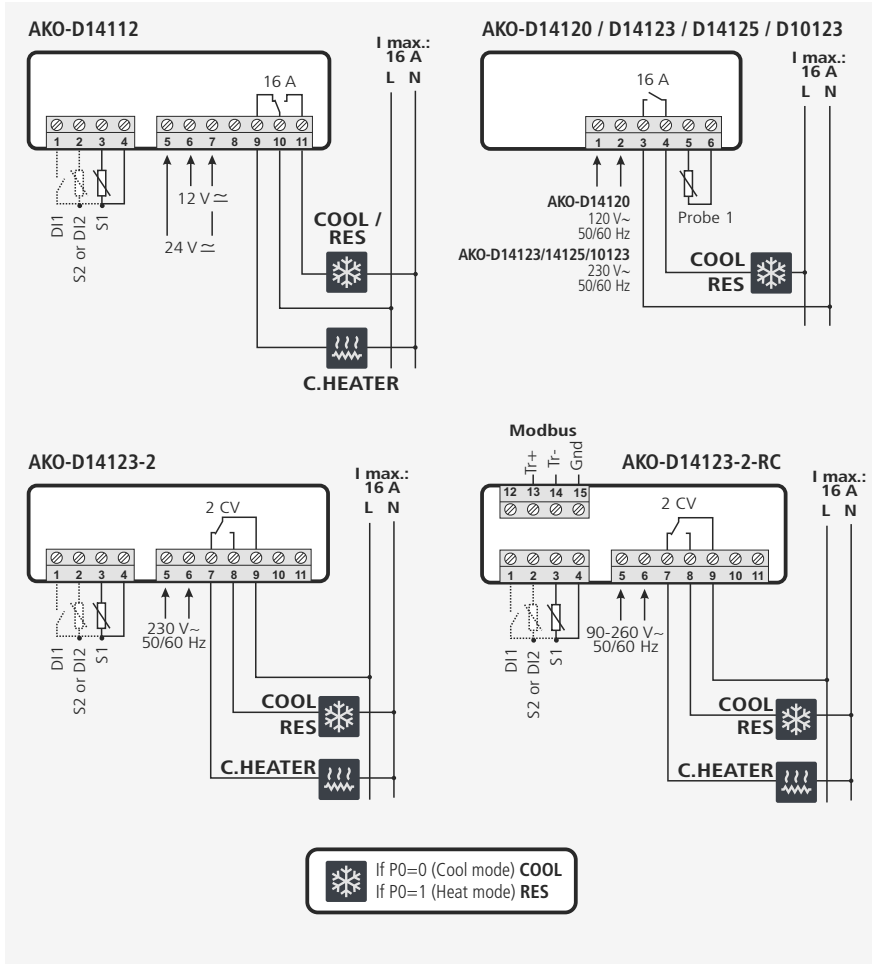 AKO-D14112
I max.:
16 A
L N
16 A
1 2 3 4 5 6 7 8 9 10 11
DI1
S2 or DI2
S1
12 V≂
24 V≂
COOL /
RES
C.HEATER
AKO-D14120 / D14123 / D14125 / D10123
I max.:
16 A
L N
16 A
1 2 3 4 5 6
AKO-D14120
120 V~
50/60 Hz
AKO-D14123/14125/10123
230 V~
50/60 Hz
Probe 1
COOL
RES
AKO-D14123-2
I max.:
16 A
L N
2 CV
1 2 3 4 5 6 7 8 9 10 11
DI1
S2 or DI2
S1
230 V~
50/60 Hz
COOL
RES
C.HEATER
Modbus
Tr+
Tr-
Gnd
AKO-D14123-2-RC
I max.:
16 A
L N
12 13 14 15
2 CV
1 2 3 4 5 6 7 8 9 10 11
DI1
S2 or DI2
S1
90-260 V~
50/60 Hz
COOL
RES
C.HEATER
If P0=0 (Cool mode) COOL
If P0=1 (Heat mode) RES